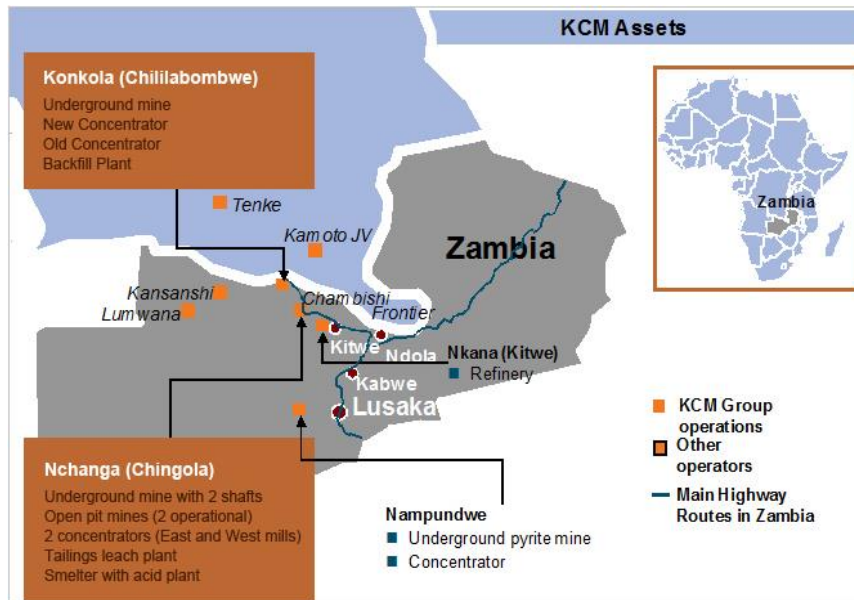 KCM Assets
Konkola (Chililabombwe)
Underground mine
New Concentrator
Old Concentrator
Backfill Plant
Zambia
Tenke
Kamoto JV
Zambia
Kansanshi
Lumwana
Chambishi
Frontier
Kitwe
Ndola
Nkana (Kitwe)
Refinery
Kabwe
Lusaka
KCM Group
operations
Other
operators
Main Highway
Routes in Zambia
Nchanga (Chingola)
Underground mine with 2 shafts
Open pit mines (2 operational)
2 concentrators (East and West mills)
Tailings leach plant
Smelter with acid plant
Nampundwe
Underground pyrite mine
Concentrator